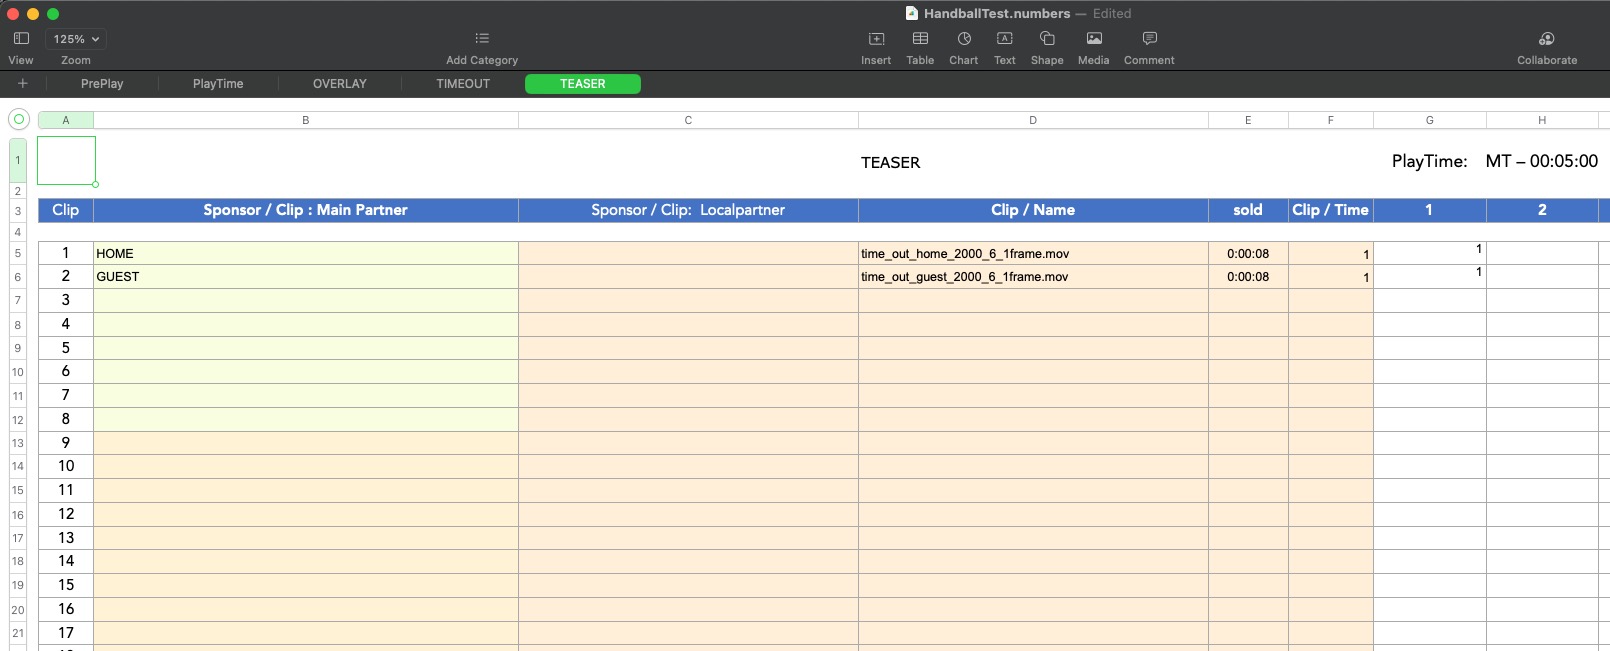 HandballTest.numbers — Edited
125%
View Zoom Add Category Insert Table Chart Text Shape Media Comment Collaborate
+ PrePlay PlayTime OVERLAY TIMEOUT TEASER
A B C D E F G H
1 TEASER PlayTime: MT – 00:05:00
2
3 Clip Sponsor / Clip : Main Partner Sponsor / Clip: Localpartner Clip / Name sold Clip / Time 1 2
4
5 1 HOME time_out_home_2000_6_1frame.mov 0:00:08 1 1
6 2 GUEST time_out_guest_2000_6_1frame.mov 0:00:08 1 1
7 3
8 4
9 5
10 6
11 7
12 8
13 9
14 10
15 11
16 12
17 13
18 14
19 15
20 16
21 17